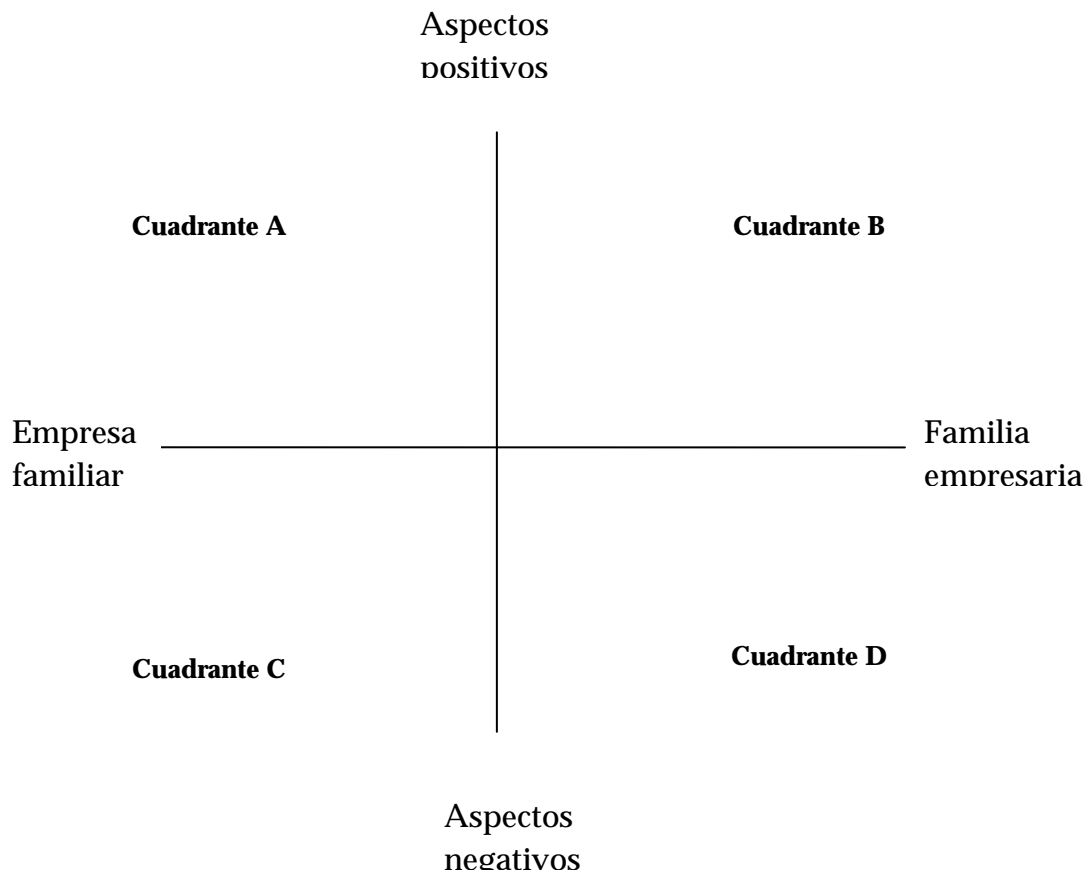 Aspectos
positivos
Cuadrante A
Cuadrante B
Empresa
familiar
Familia
empresaria
Cuadrante C
Cuadrante D
Aspectos
negativos